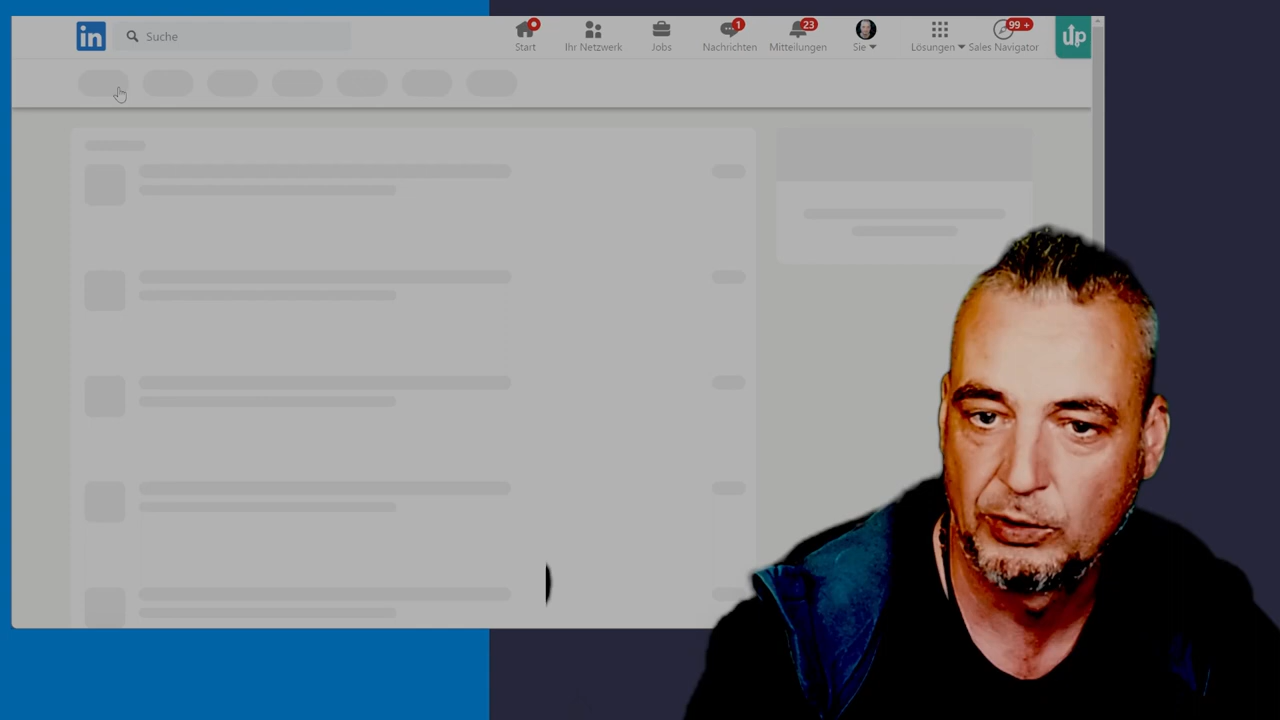 in
Suche
1
23
99 +
Start
Ihr Netzwerk
Jobs
Nachrichten
Mitteilungen
Sie
Lösungen
Sales Navigator
up